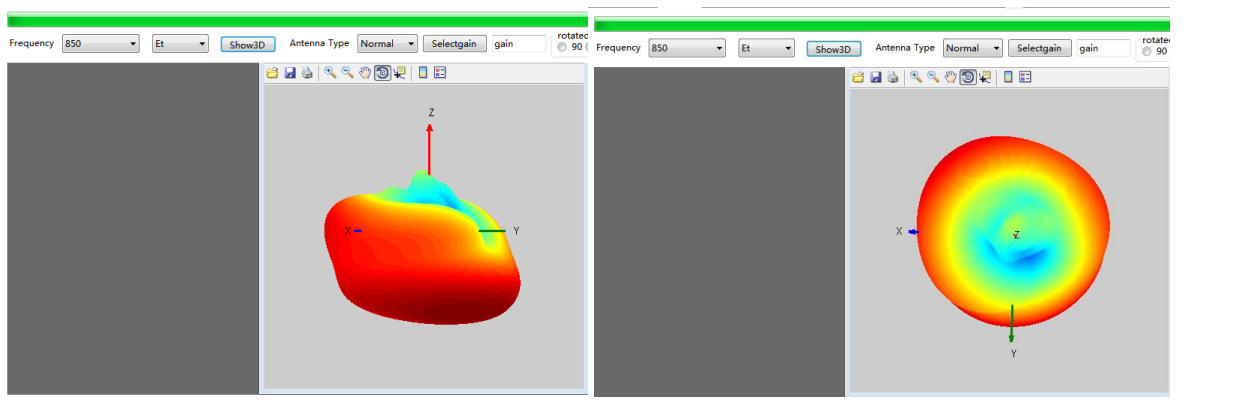 Frequency 850 Et Show3D Antenna Type Normal Selectgain gain rotated
90
Z
X Y
Frequency 850 Et Show3D Antenna Type Normal Selectgain gain rotated
90
X Z
Y